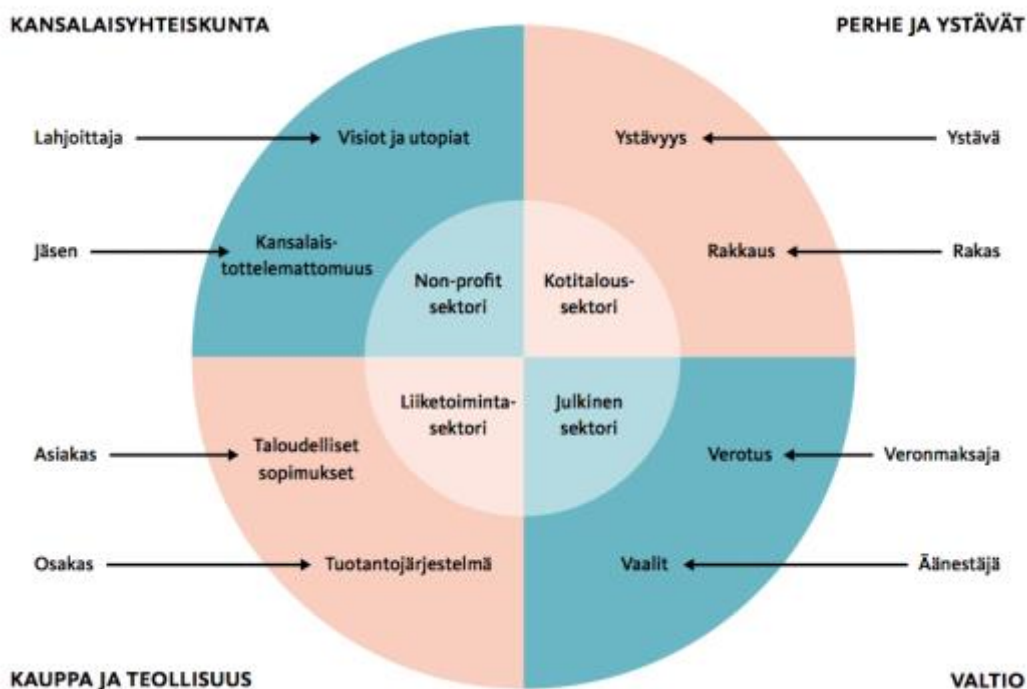 KANSALAISYHTEISKUNTA
PERHE JA YSTÄVÄT
Lahjoittaja
Visiot ja utopiat
Ystävyys
Ystävä
Jäsen
Kansalais-
tottelemattomuus
Rakkaus
Rakas
Non-profit
sektori
Kotitalous-
sektori
Liiketoiminta-
sektori
Julkinen
sektori
Asiakas
Taloudelliset
sopimukset
Verotus
Veronmaksaja
Osakas
Tuotantojärjestelmä
Vaalit
Äänestäjä
KAUPPA JA TEOLLISUUS
VALTIO